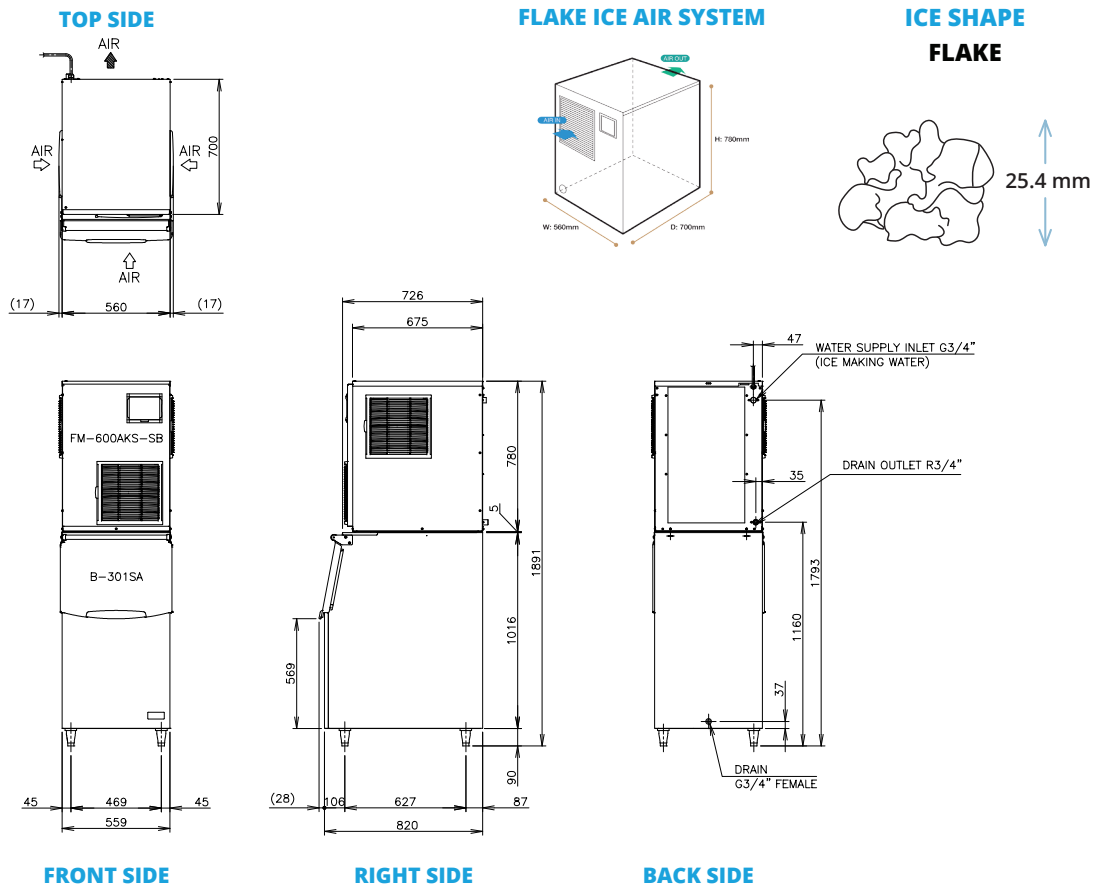 TOP SIDE
AIR
AIR
AIR
700
AIR
(17)
560
(17)
FLAKE ICE AIR SYSTEM
AIR OUT
AIR IN
H: 780mm
W: 560mm
D: 700mm
ICE SHAPE
FLAKE
25.4 mm
FM-600AKS-SB
B-301SA
45
469
45
559
FRONT SIDE
726
675
780
5
1891
1016
569
90
(28)
106
627
87
820
RIGHT SIDE
47
WATER SUPPLY INLET G3/4"
(ICE MAKING WATER)
35
DRAIN OUTLET R3/4"
1793
1160
37
DRAIN
G3/4" FEMALE
BACK SIDE